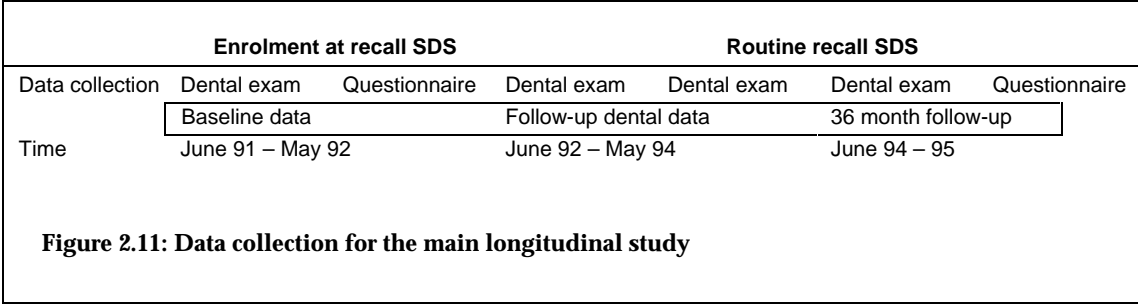 Enrolment at recall SDS Routine recall SDS
Data collection Dental exam Questionnaire Dental exam Dental exam Dental exam Questionnaire
Baseline data Follow-up dental data 36 month follow-up
Time June 91 – May 92 June 92 – May 94 June 94 – 95
Figure 2.11: Data collection for the main longitudinal study